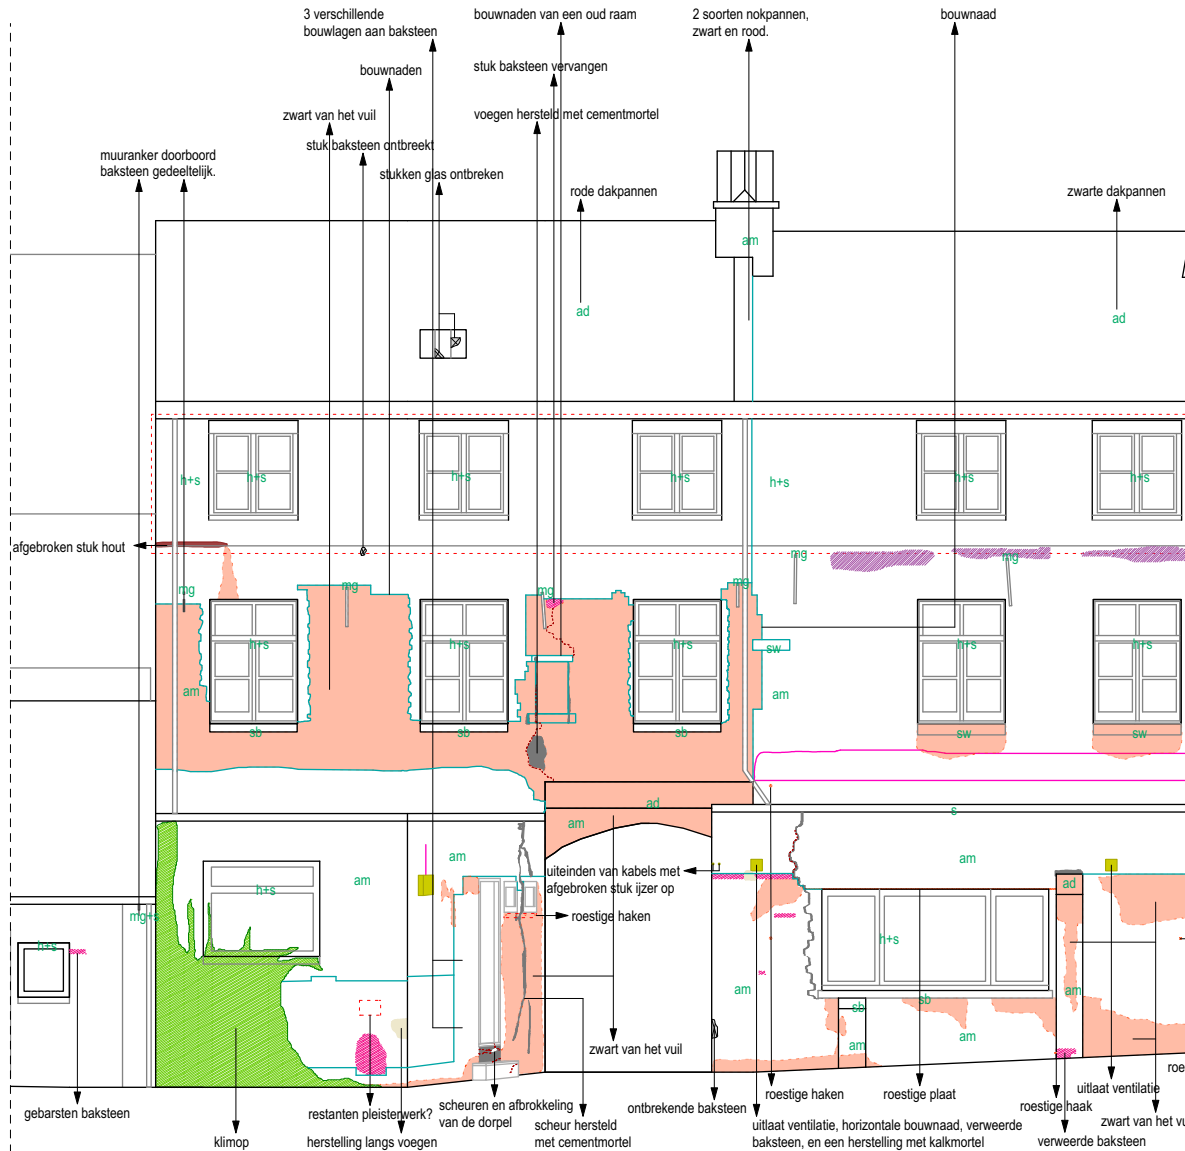 3 verschillende
bouwlagen aan baksteen
bouwnaden van een oud raam
2 soorten nokpannen,
zwart en rood.
bouwnaad
bouwnaden
stuk baksteen vervangen
zwart van het vuil
voegen hersteld met cementmortel
stuk baksteen ontbreekt
muuranker doorboord
baksteen gedeeltelijk.
stukken glas ontbreken
rode dakpannen
zwarte dakpannen
am
ad
ad
h+s
h+s
h+s
h+s
h+s
h+s
h+s
afgebroken stuk hout
mg
mg
mg
mg
mg
mg
h+s
h+s
h+s
sw
h+s
h+s
am
am
sb
sb
sb
sw
sw
ad
s
am
am
am
am
uiteinden van kabels met
afgebroken stuk ijzer op
h+s
ad
mg+s
roestige haken
h+s
h+s
am
am
sb
sb
am
am
zwart van het vuil
roe
gebarsten baksteen
klimop
restanten pleisterwerk?
herstelling langs voegen
scheuren en afbrokkeling
van de dorpel
scheur hersteld
met cementmortel
ontbrekende baksteen
roestige haken
uitlaat ventilatie, horizontale bouwnaad, verweerde
baksteen, en een herstelling met kalkmortel
roestige plaat
roestige haak
verweerde baksteen
uitlaat ventilatie
zwart van het vu